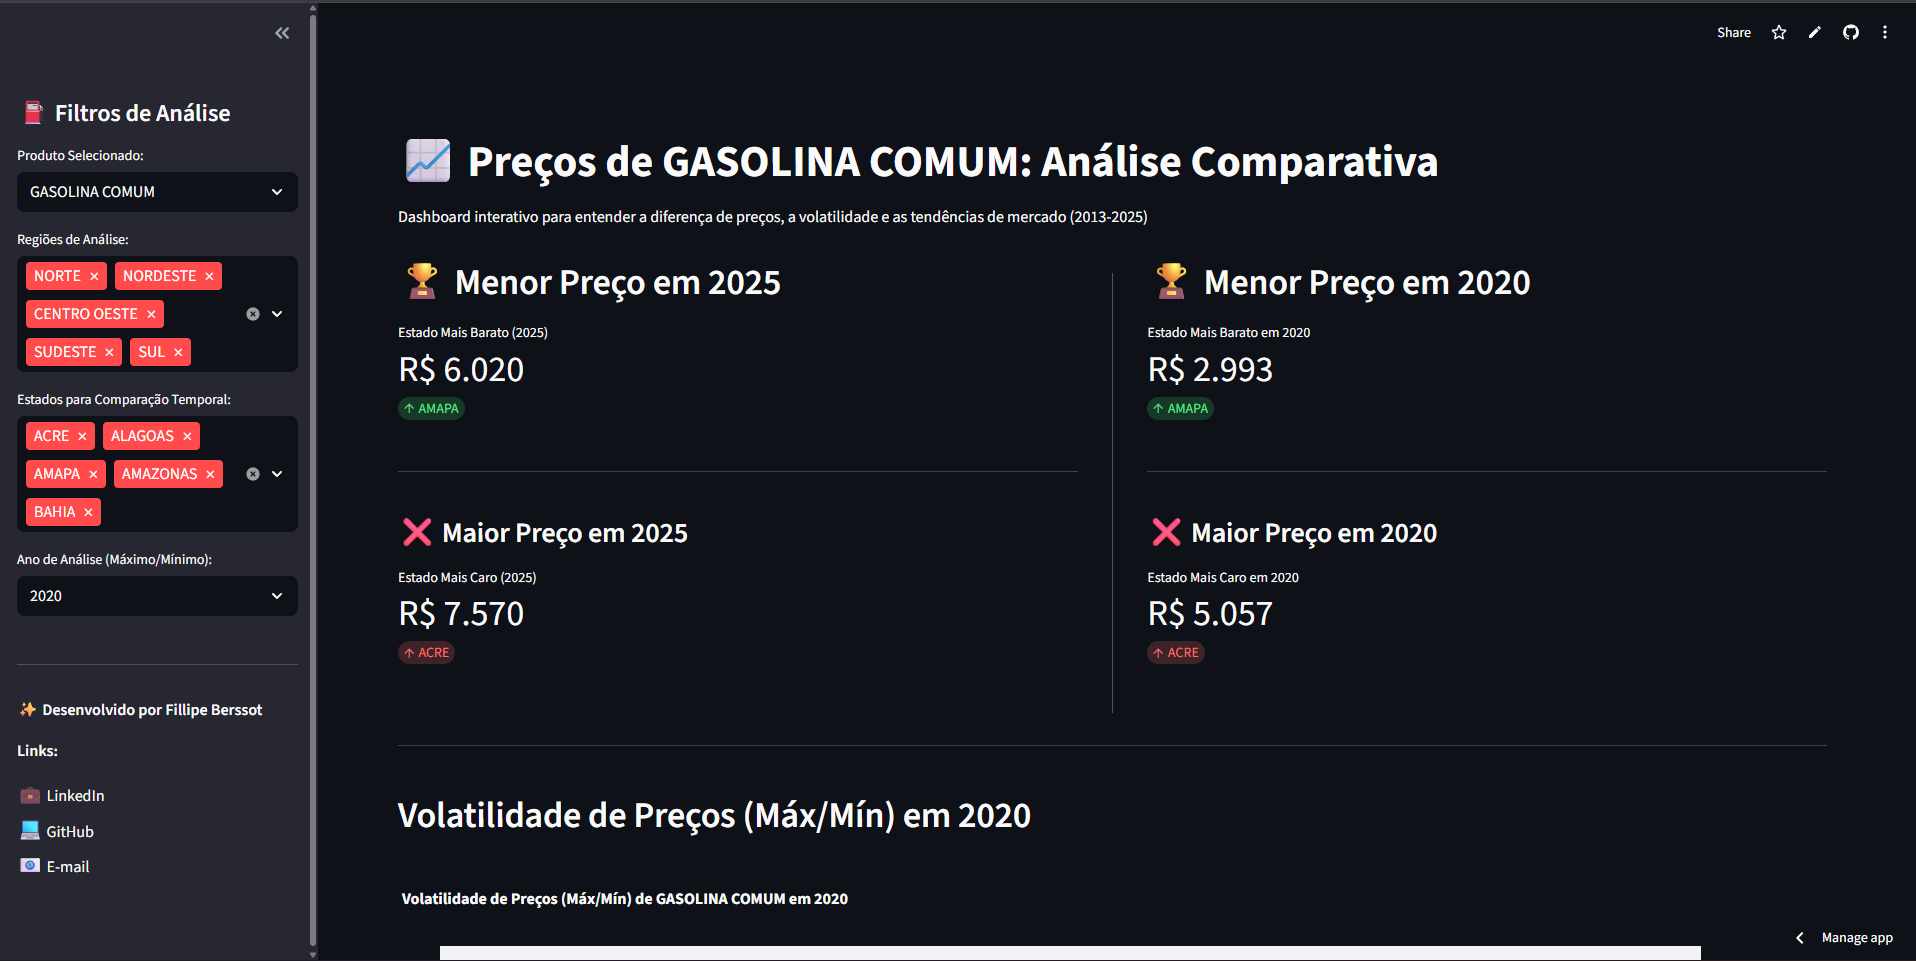 Share
Filtros de Análise
Produto Selecionado:
GASOLINA COMUM
Regiões de Análise:
NORTE × NORDESTE ×
CENTRO OESTE ×
SUDESTE × SUL ×
Estados para Comparação Temporal:
ACRE × ALAGOAS ×
AMAPA × AMAZONAS ×
BAHIA ×
Ano de Análise (Máximo/Mínimo):
2020
Desenvolvido por Fillipe Berssot
Links:
LinkedIn
GitHub
E-mail
Preços de GASOLINA COMUM: Análise Comparativa
Dashboard interativo para entender a diferença de preços, a volatilidade e as tendências de mercado (2013-2025)
Menor Preço em 2025
Estado Mais Barato (2025)
R$ 6.020
↑ AMAPA
Maior Preço em 2025
Estado Mais Caro (2025)
R$ 7.570
↑ ACRE
Menor Preço em 2020
Estado Mais Barato em 2020
R$ 2.993
↑ AMAPA
Maior Preço em 2020
Estado Mais Caro em 2020
R$ 5.057
↑ ACRE
Volatilidade de Preços (Máx/Mín) em 2020
Volatilidade de Preços (Máx/Mín) de GASOLINA COMUM em 2020
Manage app